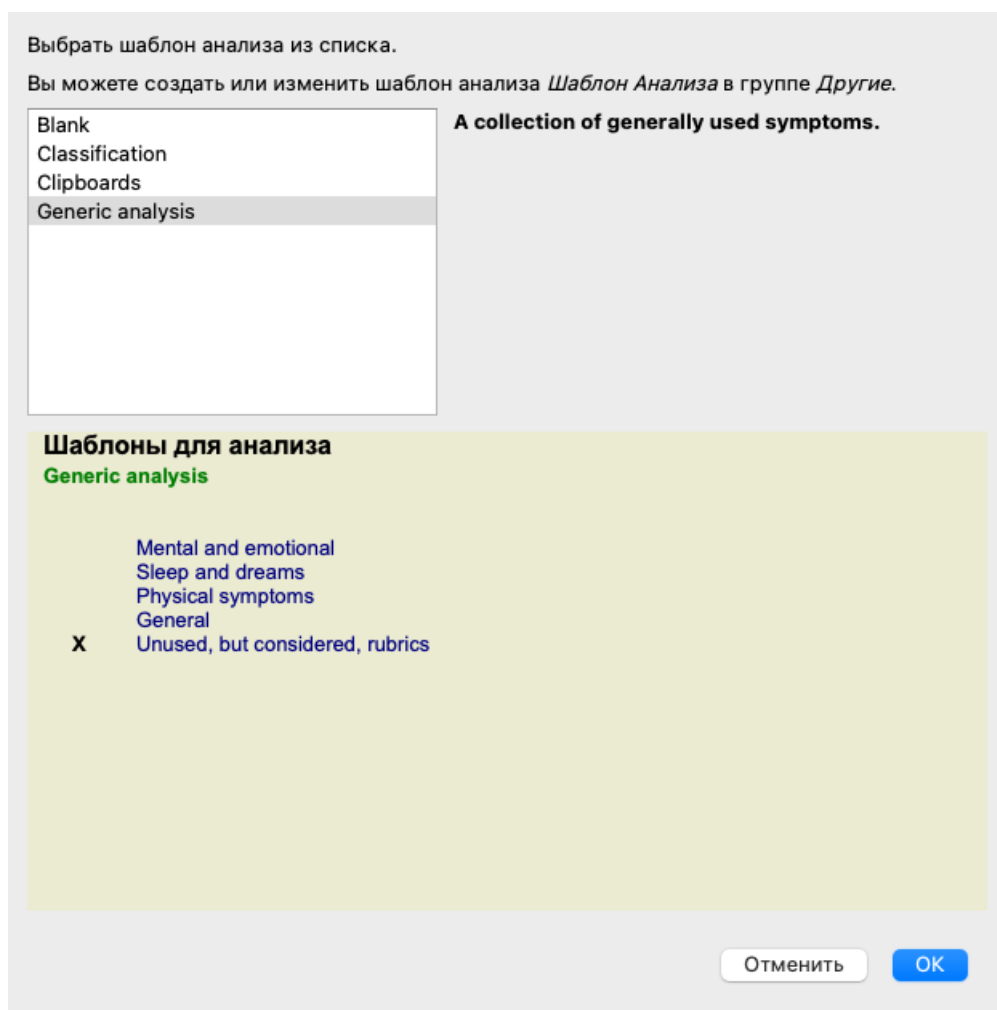 Выбрать шаблон анализа из списка.
Вы можете создать или изменить шаблон анализа Шаблон Анализа в группе Другие.
Blank
Classification
Clipboards
Generic analysis
A collection of generally used symptoms.
Шаблоны для анализа
Generic analysis
Mental and emotional
Sleep and dreams
Physical symptoms
General
X Unused, but considered, rubrics
Отменить OK